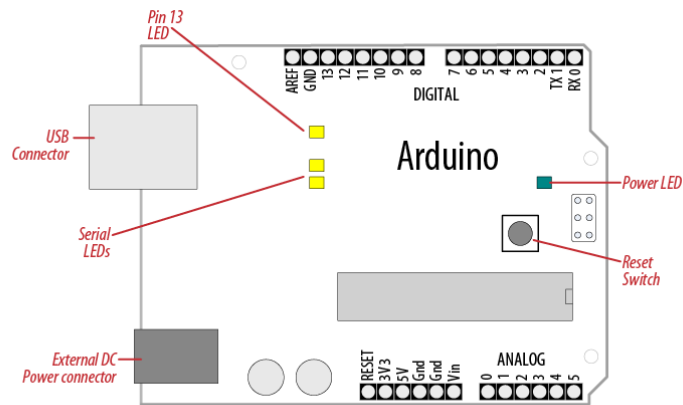 Pin 13
LED
AREF
GND
13
12
11
10
9
8
7
6
5
4
3
2
TX 1
RX 0
DIGITAL
USB
Connector
Arduino
Power LED
Serial
LEDs
Reset
Switch
External DC
Power connector
RESET
3V3
5V
Gnd
Gnd
Vin
ANALOG
0
1
2
3
4
5